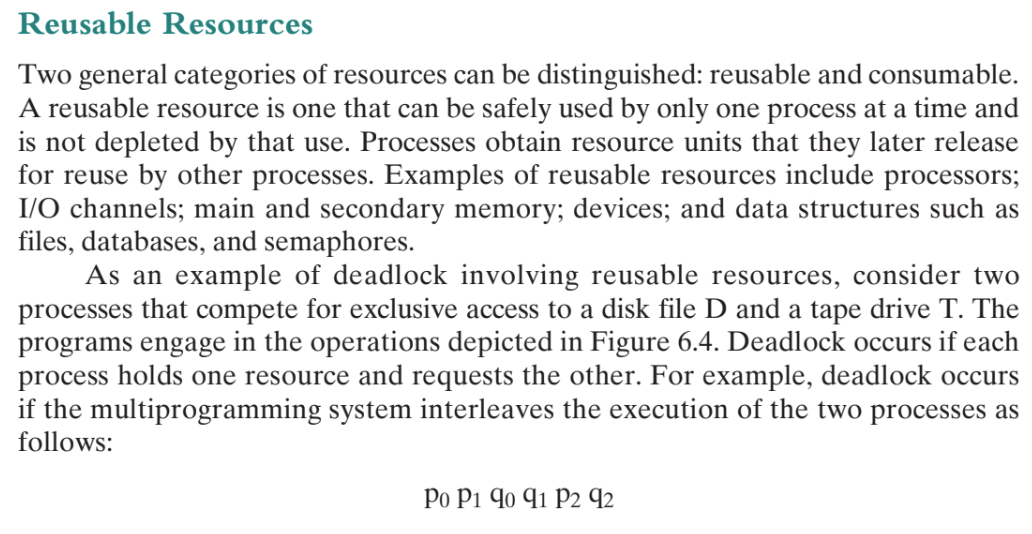 Reusable Resources
Two general categories of resources can be distinguished: reusable and consumable.
A reusable resource is one that can be safely used by only one process at a time and
is not depleted by that use. Processes obtain resource units that they later release
for reuse by other processes. Examples of reusable resources include processors;
I/O channels; main and secondary memory; devices; and data structures such as
files, databases, and semaphores.
As an example of deadlock involving reusable resources, consider two
processes that compete for exclusive access to a disk file D and a tape drive T. The
programs engage in the operations depicted in Figure 6.4. Deadlock occurs if each
process holds one resource and requests the other. For example, deadlock occurs
if the multiprogramming system interleaves the execution of the two processes as
follows:
p₀ p₁ q₀ q₁ p₂ q₂